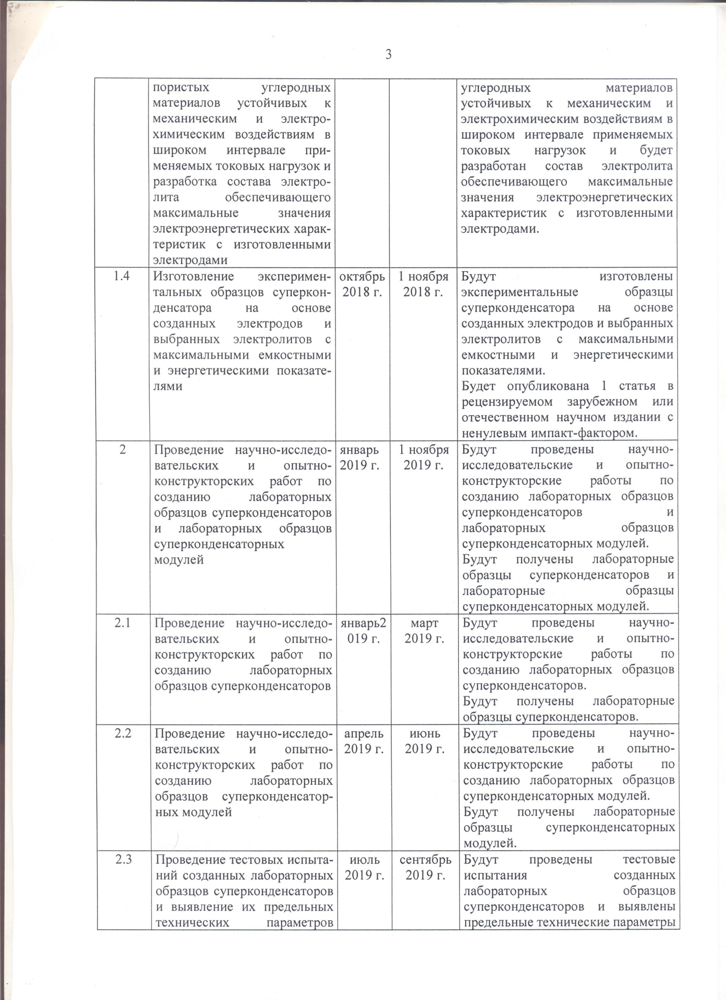 3
пористых углеродных
материалов устойчивых к
механическим и электро-
химическим воздействиям в
широком интервале при-
меняемых токовых нагрузок и
разработка состава электро-
лита обеспечивающего
максимальные значения
электроэнергетических харак-
теристик с изготовленными
электродами
углеродных материалов
устойчивых к механическим и
электрохимическим воздействиям в
широком интервале применяемых
токовых нагрузок и будет
разработан состав электролита
обеспечивающего максимальные
значения электроэнергетических
характеристик с изготовленными
электродами.
1.4
Изготовление эксперимен-
тальных образцов суперкон-
денсатора на основе
созданных электродов и
выбранных электролитов с
максимальными емкостными
и энергетическими показате-
лями
октябрь
2018 г.
1 ноября
2018 г.
Будут изготовлены
экспериментальные образцы
суперконденсатора на основе
созданных электродов и выбранных
электролитов с максимальными
емкостными и энергетическими
показателями.
Будет опубликована 1 статья в
рецензируемом зарубежном или
отечественном научном издании с
ненулевым импакт-фактором.
2
Проведение научно-исследо-
вательских и опытно-
конструкторских работ по
созданию лабораторных
образцов суперконденсаторов
и лабораторных образцов
суперконденсаторных
модулей
январь
2019 г.
1 ноября
2019 г.
Будут проведены научно-
исследовательские и опытно-
конструкторские работы по
созданию лабораторных образцов
суперконденсаторов и
лабораторных образцов
суперконденсаторных модулей.
Будут получены лабораторные
образцы суперконденсаторов и
лабораторные образцы
суперконденсаторных модулей.
2.1
Проведение научно-исследо-
вательских и опытно-
конструкторских работ по
созданию лабораторных
образцов суперконденсаторов
январь2
019 г.
март
2019 г.
Будут проведены научно-
исследовательские и опытно-
конструкторские работы по
созданию лабораторных образцов
суперконденсаторов.
Будут получены лабораторные
образцы суперконденсаторов.
2.2
Проведение научно-исследо-
вательских и опытно-
конструкторских работ по
созданию лабораторных
образцов суперконденсатор-
ных модулей
апрель
2019 г.
июнь
2019 г.
Будут проведены научно-
исследовательские и опытно-
конструкторские работы по
созданию лабораторных образцов
суперконденсаторных модулей.
Будут получены лабораторные
образцы суперконденсаторных
модулей.
2.3
Проведение тестовых испыта-
ний созданных лабораторных
образцов суперконденсаторов
и выявление их предельных
технических параметров
июль
2019 г.
сентябрь
2019 г.
Будут проведены тестовые
испытания созданных
лабораторных образцов
суперконденсаторов и выявлены
предельные технические параметры